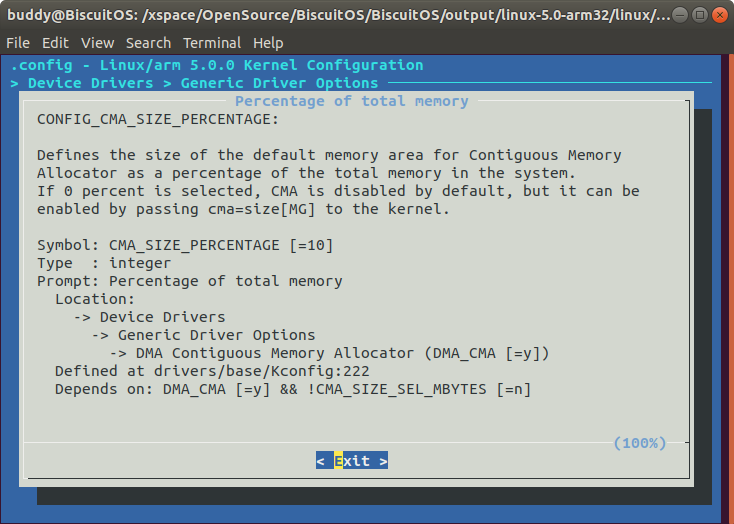 buddy@BiscuitOS: /xspace/OpenSource/BiscuitOS/BiscuitOS/output/linux-5.0-arm32/linux/...
File Edit View Search Terminal Help
.config - Linux/arm 5.0.0 Kernel Configuration
> Device Drivers > Generic Driver Options
Percentage of total memory
CONFIG_CMA_SIZE_PERCENTAGE:
Defines the size of the default memory area for Contiguous Memory
Allocator as a percentage of the total memory in the system.
If 0 percent is selected, CMA is disabled by default, but it can be
enabled by passing cma=size[MG] to the kernel.
Symbol: CMA_SIZE_PERCENTAGE [=10]
Type  : integer
Prompt: Percentage of total memory
Location:
-> Device Drivers
-> Generic Driver Options
-> DMA Contiguous Memory Allocator (DMA_CMA [=y])
Defined at drivers/base/Kconfig:222
Depends on: DMA_CMA [=y] && !CMA_SIZE_SEL_MBYTES [=n]
(100%)
< Exit >